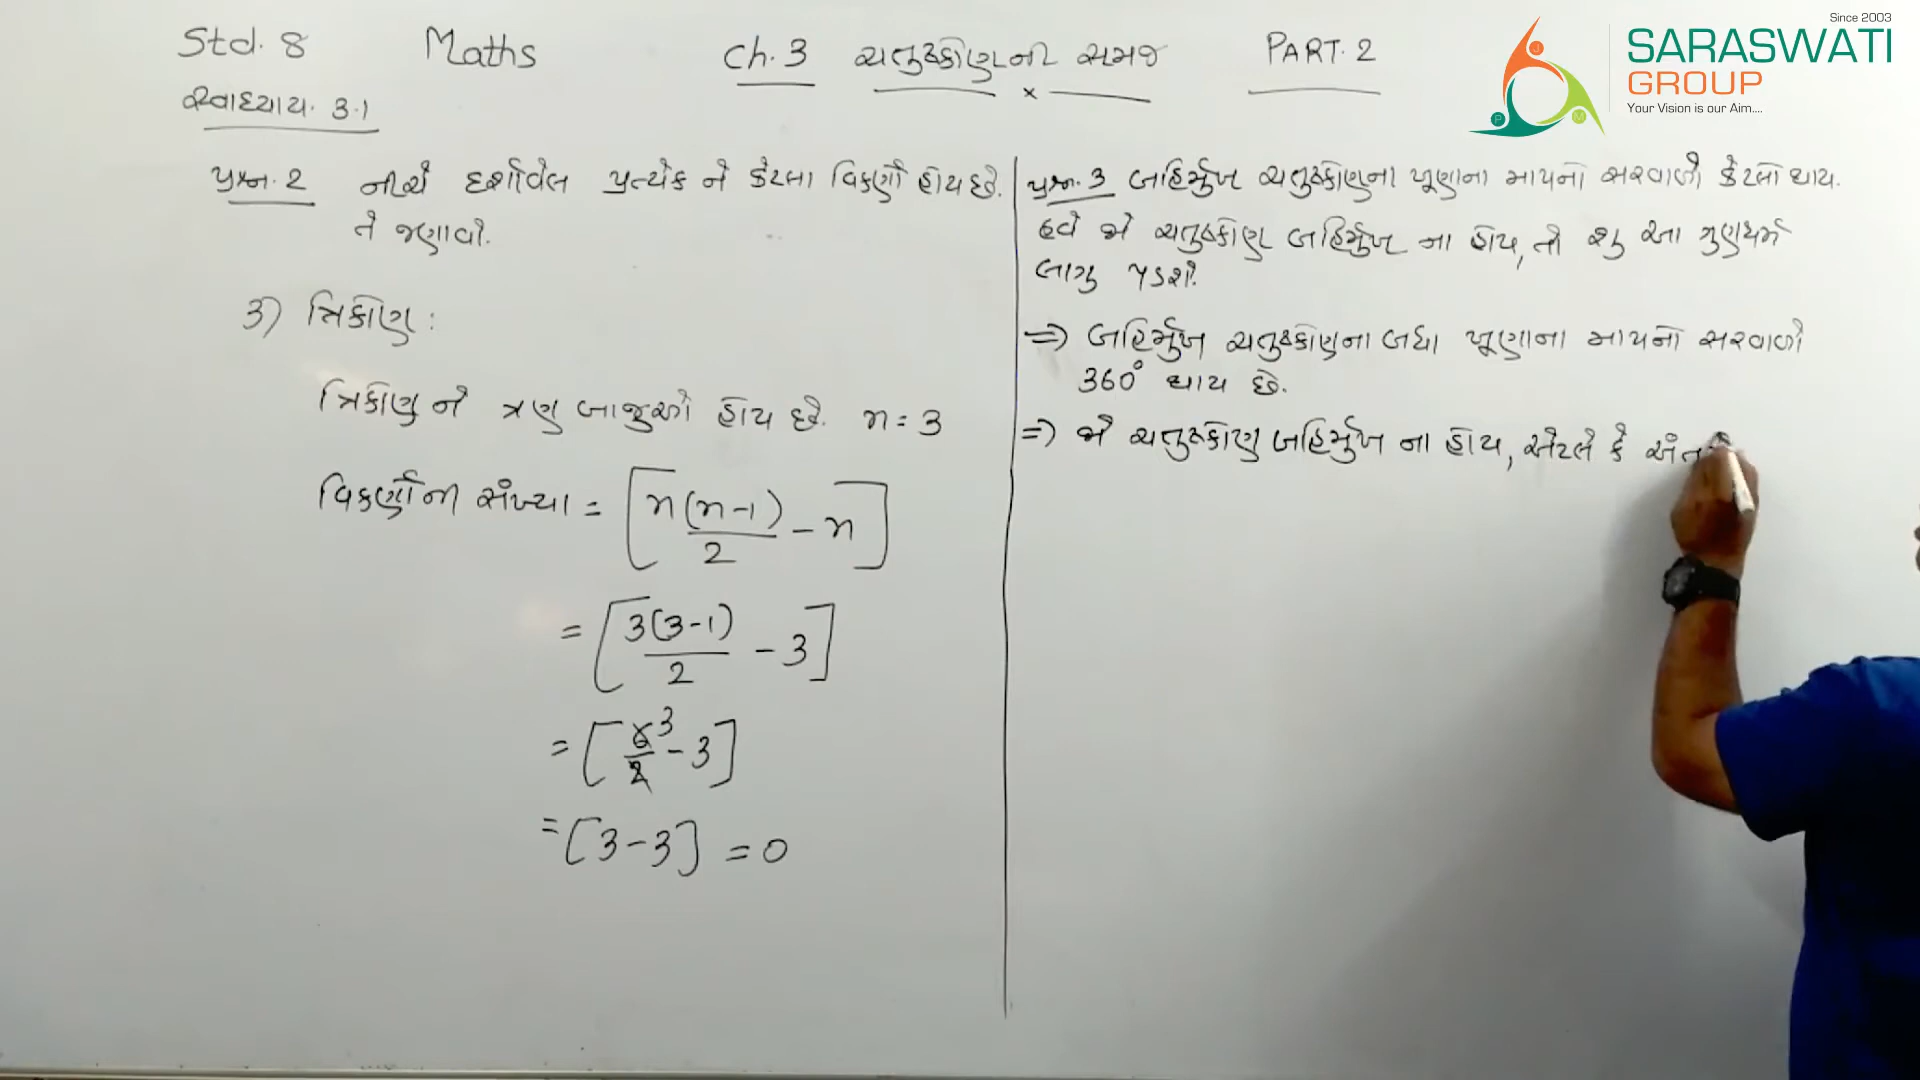 Std. 8 Maths Ch. 3 ચતુષ્કોણની સમજ PART. 2
સ્વાધ્યાય. 3.1
પ્રશ્ન. 2 નીચે દર્શાવેલ પ્રત્યેક ને કેટલા વિકર્ણો હોય છે.
તે જણાવો.
3) ત્રિકોણ :
ત્રિકોણ ને ત્રણ બાજુઓ હોય છે. n = 3
વિકર્ણોની સંખ્યા = [n(n-1)/2 - n]
= [3(3-1)/2 - 3]
= [6/2 3 - 3]
= [3 - 3] = 0
પ્રશ્ન. 3 બહિર્મુખ ચતુષ્કોણના ખૂણાના માપનો સરવાળો કેટલો થાય.
હવે જો ચતુષ્કોણ બહિર્મુખ ના હોય, તો શુ આ ગુણધર્મ
લાગુ પડશે.
=> બહિર્મુખ ચતુષ્કોણના બધા ખૂણાના માપનો સરવાળો
360° થાય છે.
=> જો ચતુષ્કોણ બહિર્મુખ ના હોય, એટલે કે
Since 2003
SARASWATI
GROUP
Your Vision is our Aim....
J
P
M